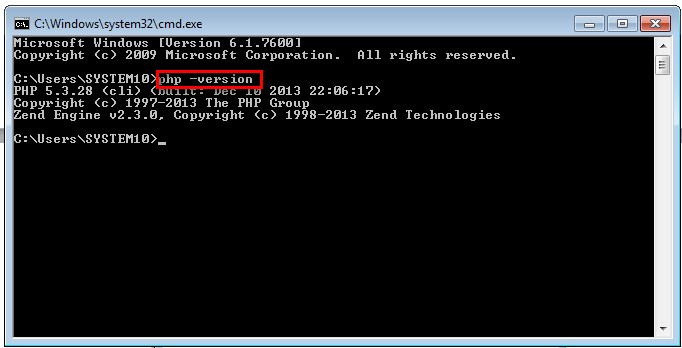 C:\Windows\system32\cmd.exe
Microsoft Windows [Version 6.1.7600]
Copyright (c) 2009 Microsoft Corporation.  All rights reserved.
C:\Users\SYSTEM10>php -version
PHP 5.3.28 (cli) (built: Dec 10 2013 22:06:17)
Copyright (c) 1997-2013 The PHP Group
Zend Engine v2.3.0, Copyright (c) 1998-2013 Zend Technologies
C:\Users\SYSTEM10>_